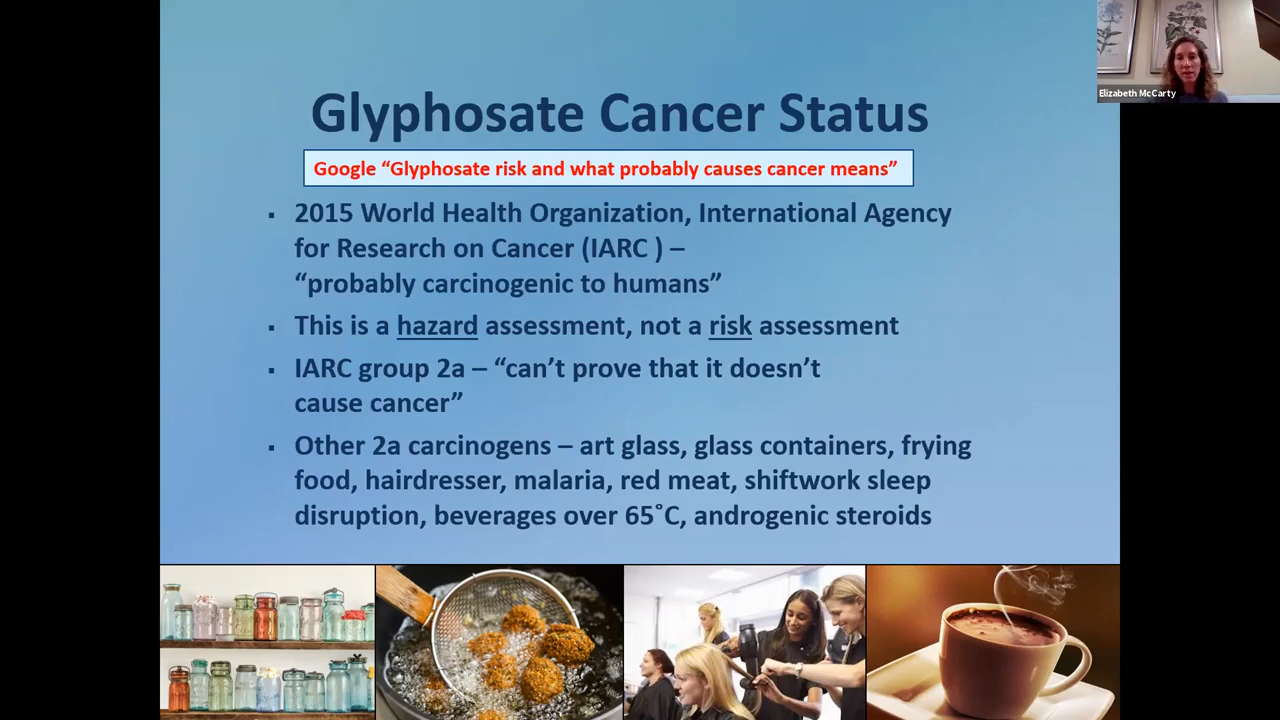 Elizabeth McCarty
Glyphosate Cancer Status
Google “Glyphosate risk and what probably causes cancer means”
▪ 2015 World Health Organization, International Agency
for Research on Cancer (IARC ) –
“probably carcinogenic to humans”
▪ This is a hazard assessment, not a risk assessment
▪ IARC group 2a – “can’t prove that it doesn’t
cause cancer”
▪ Other 2a carcinogens – art glass, glass containers, frying
food, hairdresser, malaria, red meat, shiftwork sleep
disruption, beverages over 65˚C, androgenic steroids